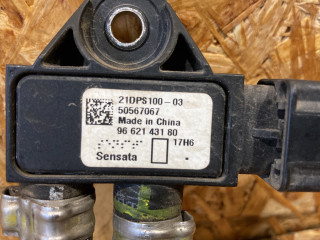 21DPS100-03
50567067
Made in China
96 621 431 80
17H6
Sensata